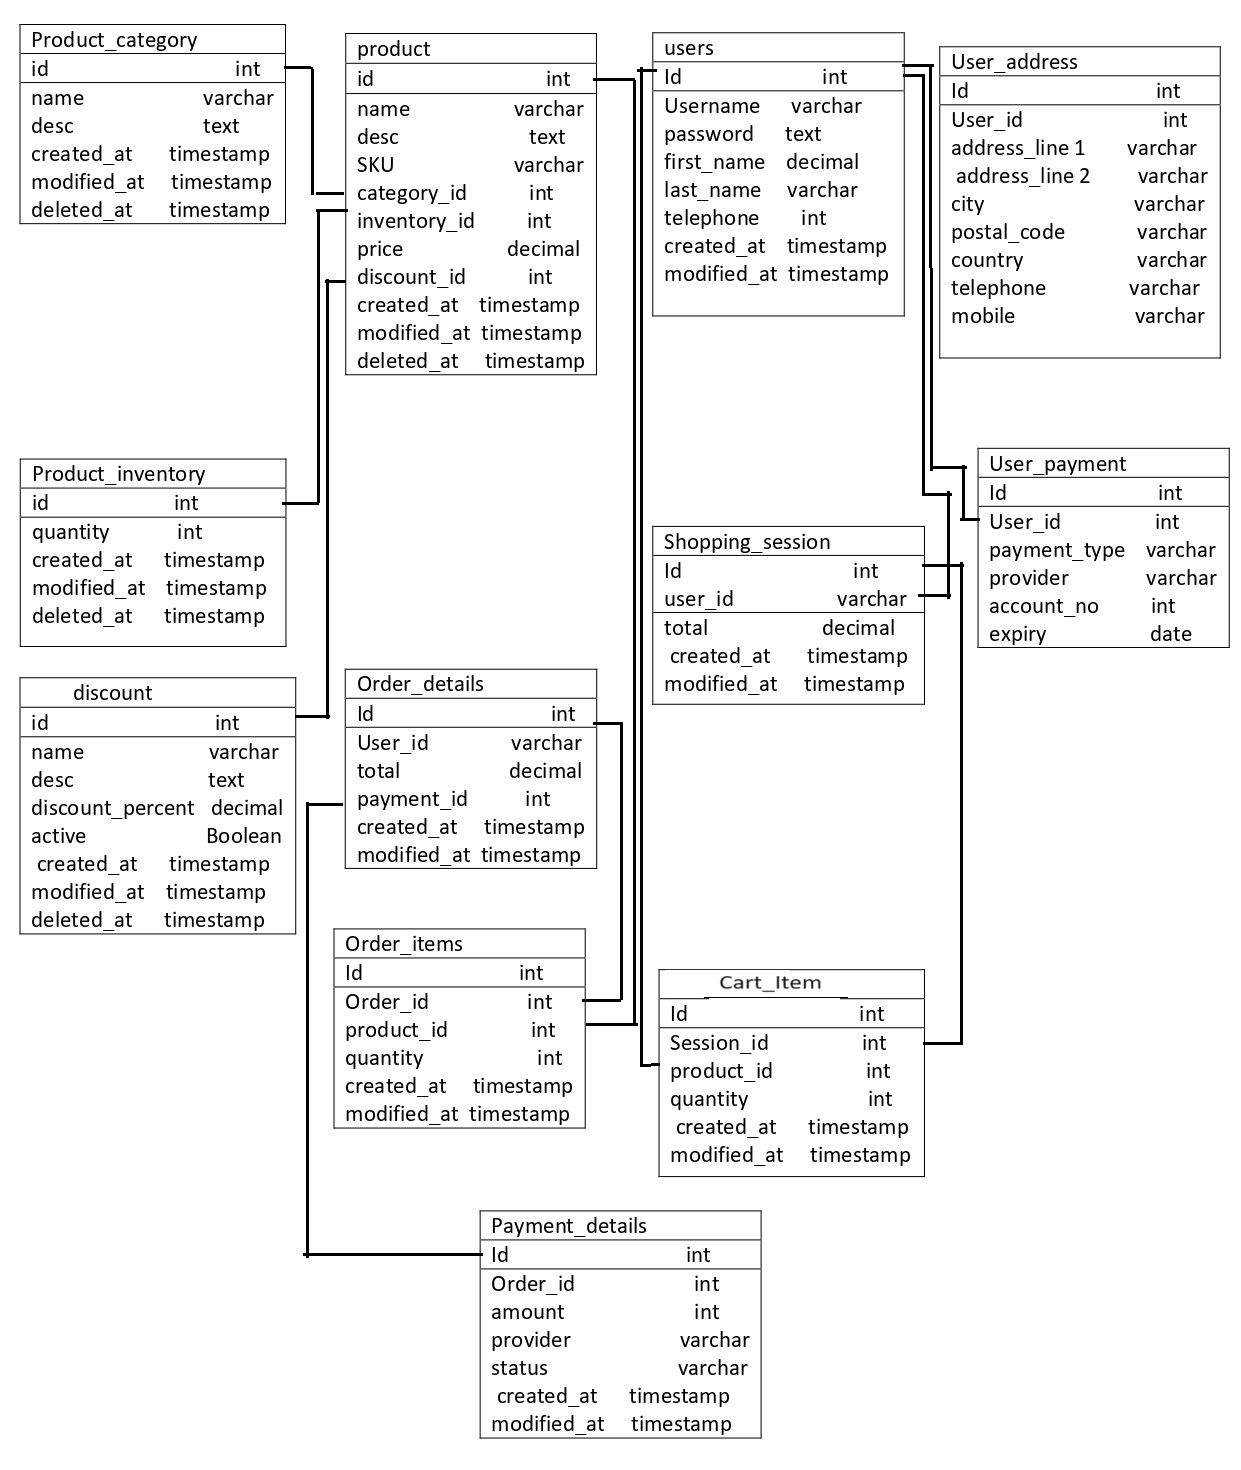 Product_category
id int
name varchar
desc text
created_at timestamp
modified_at timestamp
deleted_at timestamp
product
id int
name varchar
desc text
SKU varchar
category_id int
inventory_id int
price decimal
discount_id int
created_at timestamp
modified_at timestamp
deleted_at timestamp
users
Id int
Username varchar
password text
first_name decimal
last_name varchar
telephone int
created_at timestamp
modified_at timestamp
User_address
Id int
User_id int
address_line 1 varchar
address_line 2 varchar
city varchar
postal_code varchar
country varchar
telephone varchar
mobile varchar
Product_inventory
id int
quantity int
created_at timestamp
modified_at timestamp
deleted_at timestamp
User_payment
Id int
User_id int
payment_type varchar
provider varchar
account_no int
expiry date
Shopping_session
Id int
user_id varchar
total decimal
created_at timestamp
modified_at timestamp
discount
id int
name varchar
desc text
discount_percent decimal
active Boolean
created_at timestamp
modified_at timestamp
deleted_at timestamp
Order_details
Id int
User_id varchar
total decimal
payment_id int
created_at timestamp
modified_at timestamp
Order_items
Id int
Order_id int
product_id int
quantity int
created_at timestamp
modified_at timestamp
Cart_Item
Id int
Session_id int
product_id int
quantity int
created_at timestamp
modified_at timestamp
Payment_details
Id int
Order_id int
amount int
provider varchar
status varchar
created_at timestamp
modified_at timestamp